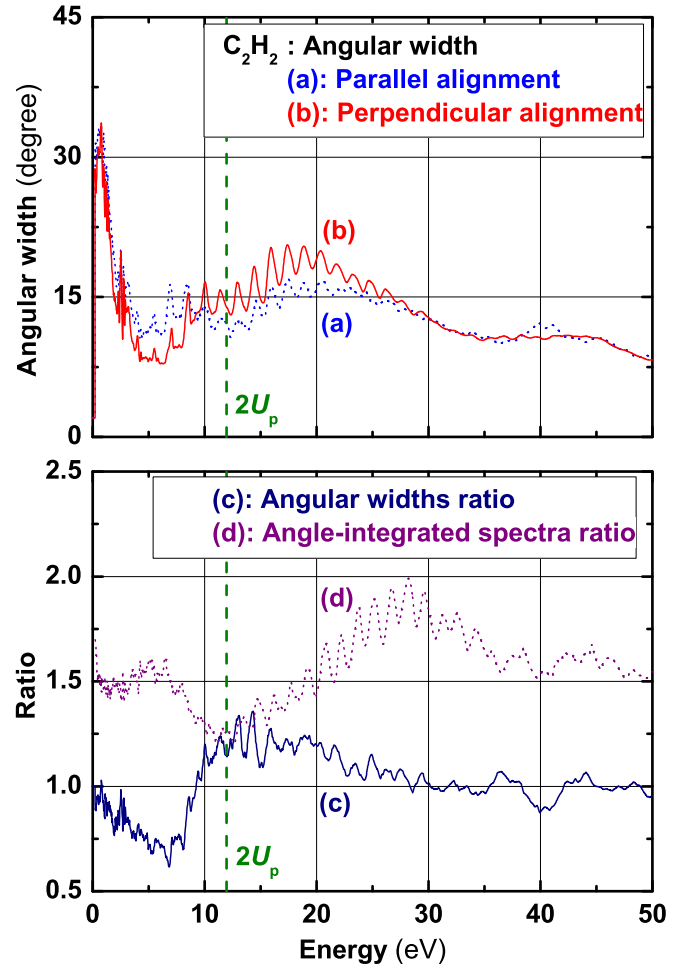 45
C₂H₂ : Angular width
(a): Parallel alignment
(b): Perpendicular alignment
30
Angular width (degree)
(b)
15
(a)
2Uₚ
0
2.5
(c): Angular widths ratio
(d): Angle-integrated spectra ratio
2.0
(d)
Ratio
1.5
1.0
(c)
2Uₚ
0.5
0 10 20 30 40 50
Energy (eV)